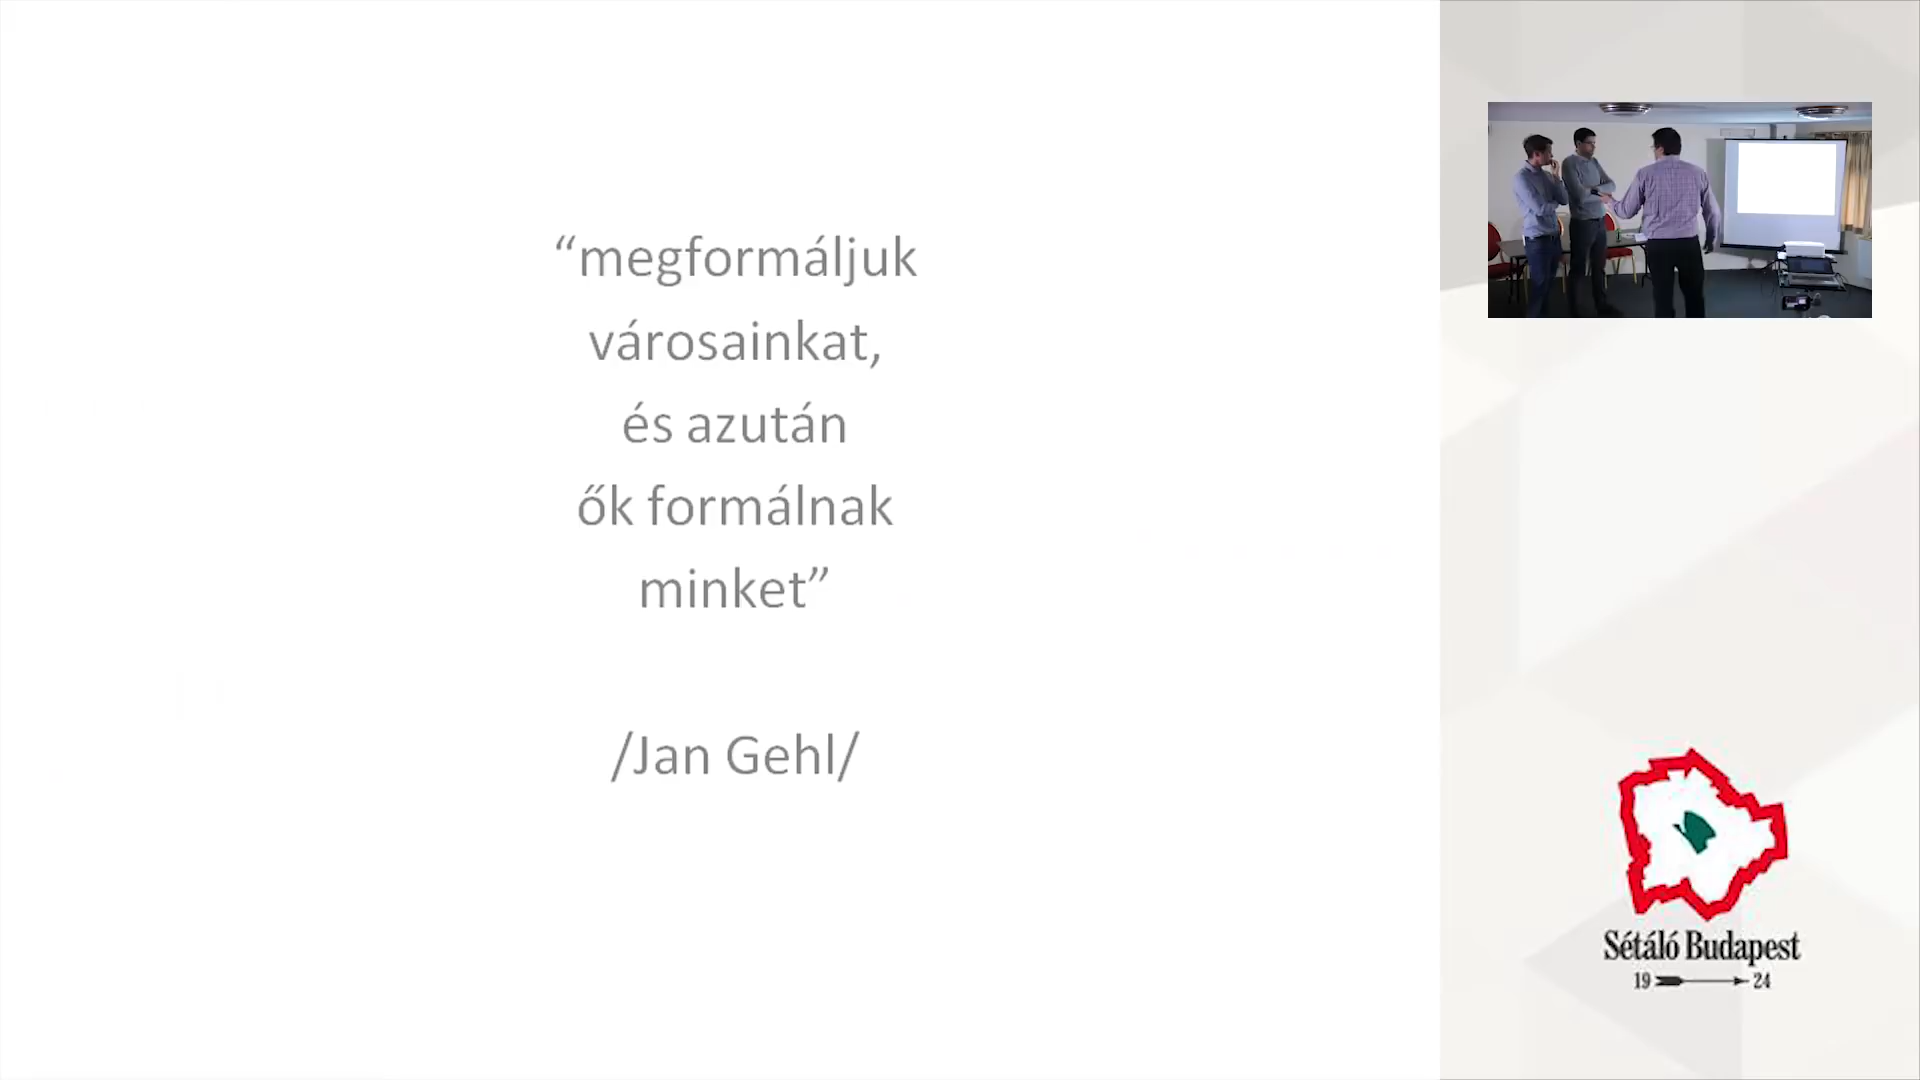 “megformáljuk
városainkat,
és azután
ők formálnak
minket”
/Jan Gehl/
Sétáló Budapest
19 24